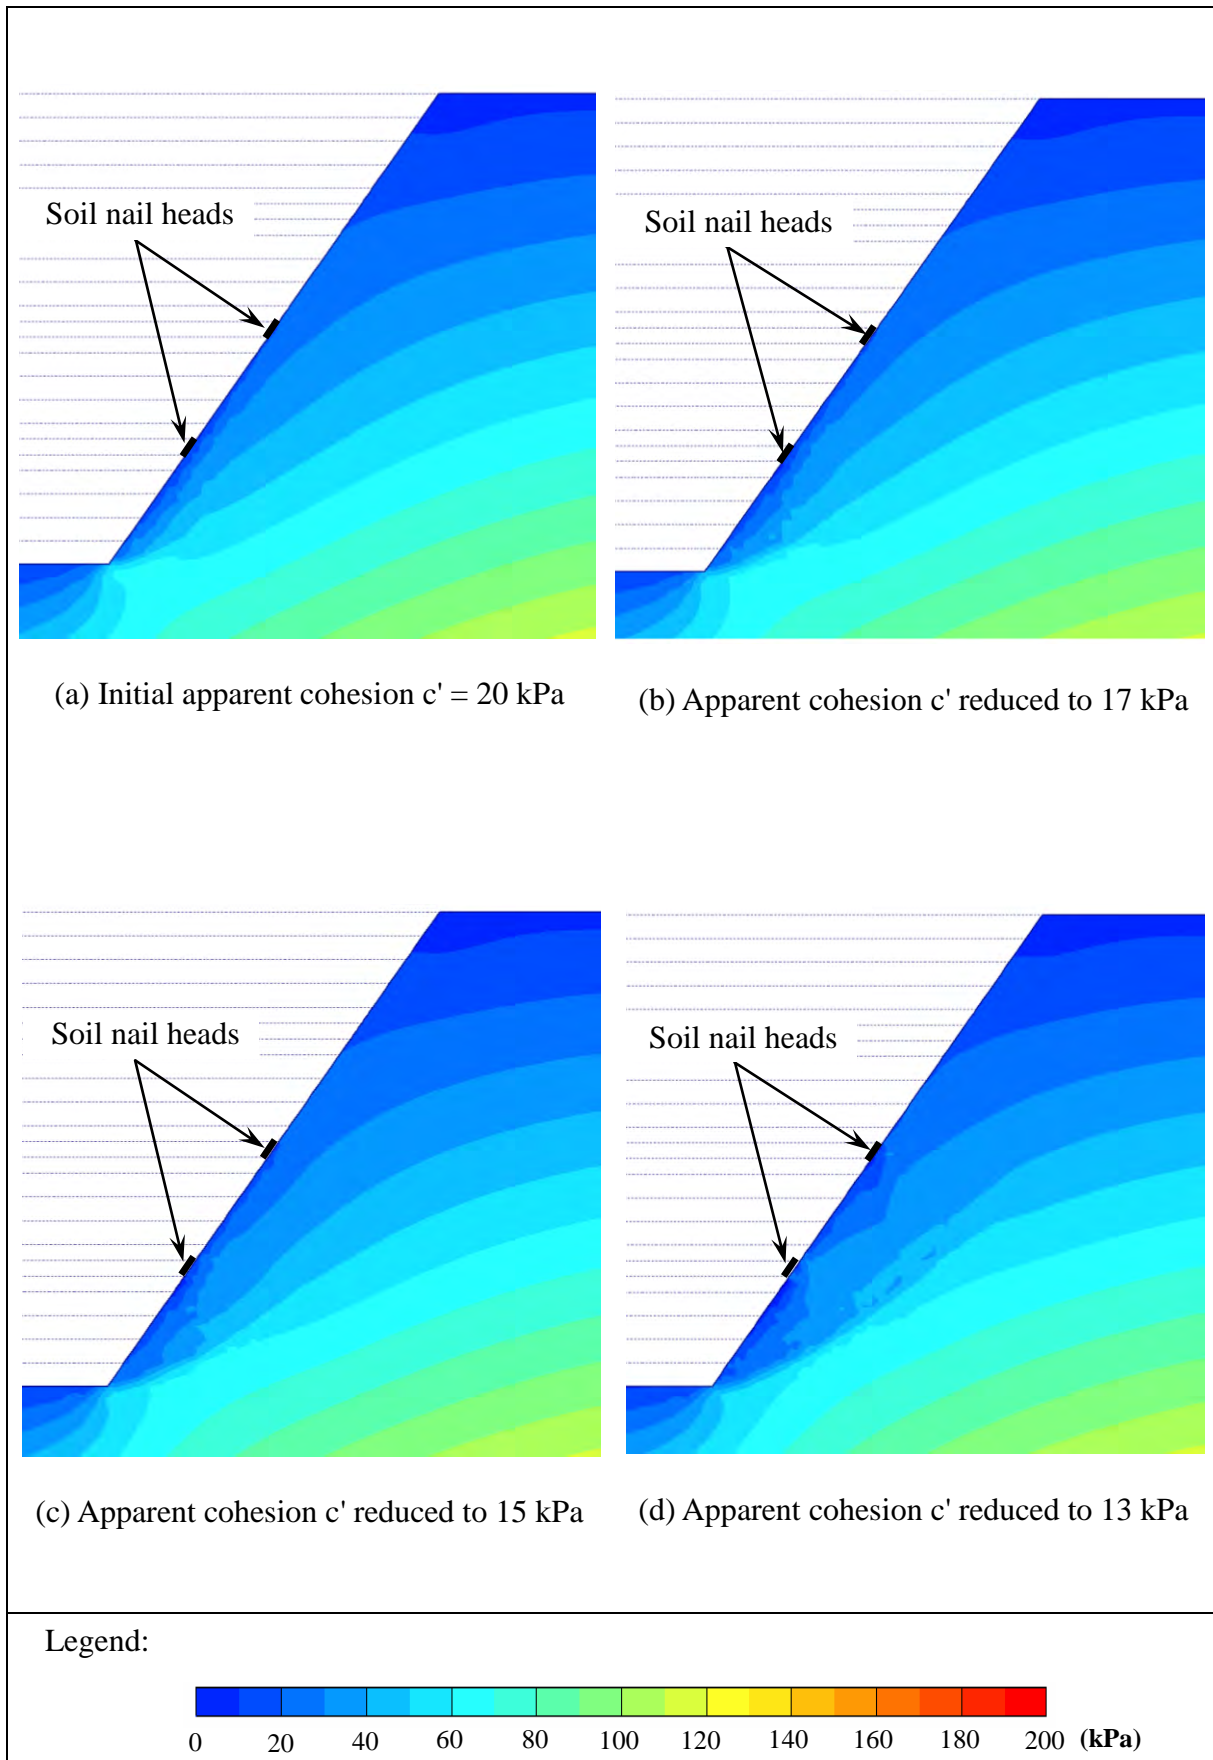 Soil nail heads
Soil nail heads
(a) Initial apparent cohesion c' = 20 kPa
(b) Apparent cohesion c' reduced to 17 kPa
Soil nail heads
Soil nail heads
(c) Apparent cohesion c' reduced to 15 kPa
(d) Apparent cohesion c' reduced to 13 kPa
Legend:
0 20 40 60 80 100 120 140 160 180 200 (kPa)